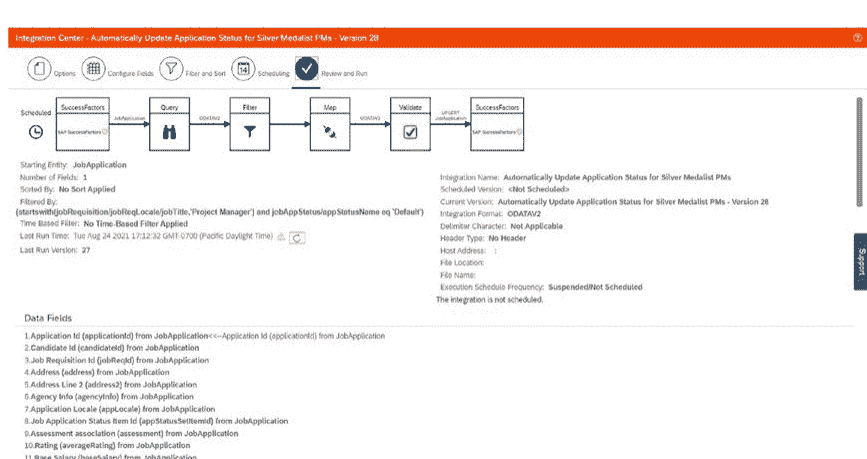 Integration Center - Automatically Update Application Status for Silver Medalist PMs - Version 28
Options
Configure Fields
Filter and Sort
14
Scheduling
Review and Run
Scheduled
SuccessFactors
SAP SuccessFactors
JobApplication
Query
ODATAV2
Filter
Map
ODATAV2
Validate
UPSERT
JobApplication
SuccessFactors
SAP SuccessFactors
Starting Entity: JobApplication
Number of Fields: 1
Sorted By: No Sort Applied
Filtered By:
(startswith(jobRequisition/jobReqLocale/jobTitle,'Project Manager') and jobAppStatus/appStatusName eq 'Default')
Time Based Filter: No Time-Based Filter Applied
Last Run Time: Tue Aug 24 2021 17:12:32 GMT-0700 (Pacific Daylight Time)
Last Run Version: 27
Integration Name: Automatically Update Application Status for Silver Medalist PMs
Scheduled Version: <Not Scheduled>
Current Version: Automatically Update Application Status for Silver Medalist PMs - Version 28
Integration Format: ODATAV2
Delimiter Character: Not Applicable
Header Type: No Header
Host Address: :
File Location:
File Name:
Execution Schedule Frequency: Suspended/Not Scheduled
The integration is not scheduled.
Support
Data Fields
1.Application Id (applicationId) from JobApplication<<--Application Id (applicationId) from JobApplication
2.Candidate Id (candidateId) from JobApplication
3.Job Requisition Id (jobReqId) from JobApplication
4.Address (address) from JobApplication
5.Address Line 2 (address2) from JobApplication
6.Agency Info (agencyInfo) from JobApplication
7.Application Locale (appLocale) from JobApplication
8.Job Application Status Item Id (appStatusSetItemId) from JobApplication
9.Assessment association (assessment) from JobApplication
10.Rating (averageRating) from JobApplication
11.Base Salary (baseSalary) from JobApplication